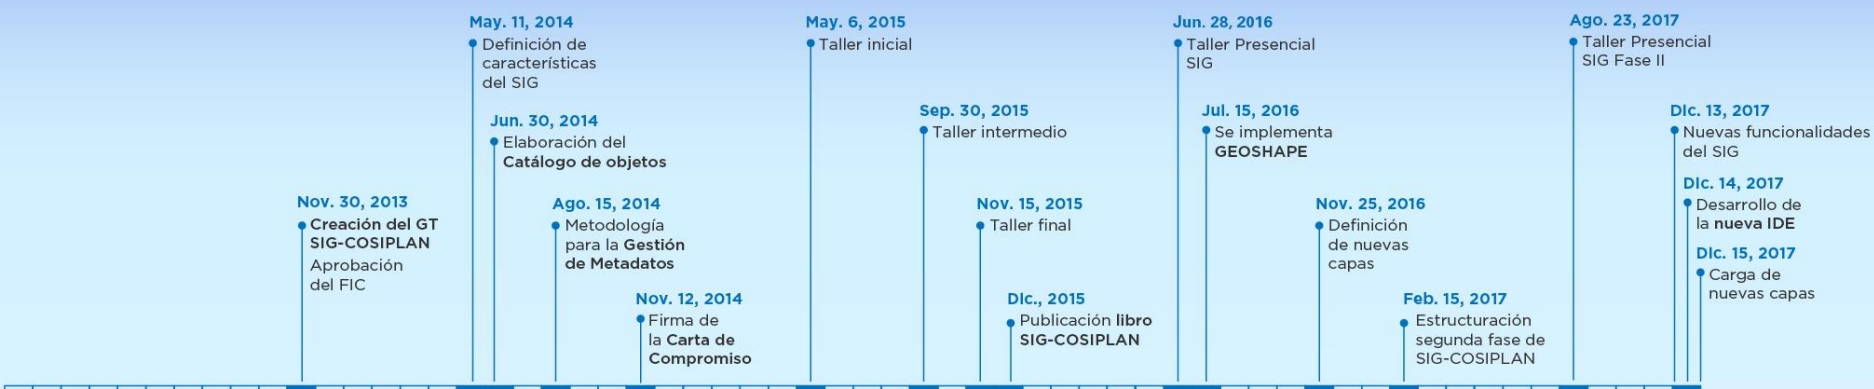 Nov. 30, 2013
Creación del GT
SIG-COSIPLAN
Aprobación
del FIC
May. 11, 2014
Definición de
características
del SIG
Jun. 30, 2014
Elaboración del
Catálogo de objetos
Ago. 15, 2014
Metodología
para la Gestión
de Metadatos
Nov. 12, 2014
Firma de
la Carta de
Compromiso
May. 6, 2015
Taller inicial
Sep. 30, 2015
Taller intermedio
Nov. 15, 2015
Taller final
Dic., 2015
Publicación libro
SIG-COSIPLAN
Jun. 28, 2016
Taller Presencial
SIG
Jul. 15, 2016
Se implementa
GEOSHAPE
Nov. 25, 2016
Definición
de nuevas
capas
Feb. 15, 2017
Estructuración
segunda fase de
SIG-COSIPLAN
Ago. 23, 2017
Taller Presencial
SIG Fase II
Dic. 13, 2017
Nuevas funcionalidades
del SIG
Dic. 14, 2017
Desarrollo de
la nueva IDE
Dic. 15, 2017
Carga de
nuevas capas